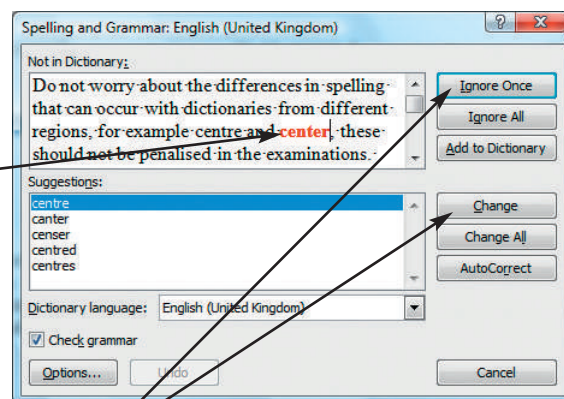 Spelling and Grammar: English (United Kingdom)
Not in Dictionary:
Do not worry about the differences in spelling
that can occur with dictionaries from different
regions, for example centre and center, these
should not be penalised in the examinations.
Ignore Once
Ignore All
Add to Dictionary
Suggestions:
centre
canter
censer
centred
centres
Change
Change All
AutoCorrect
Dictionary language: English (United Kingdom)
Check grammar
Options... Undo Cancel